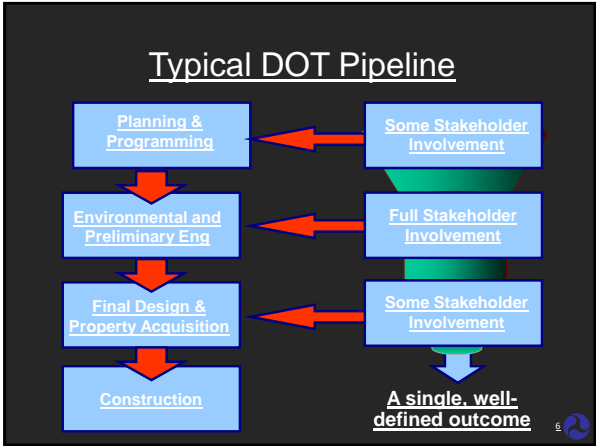 Typical DOT Pipeline
Planning &
Programming
Some Stakeholder
Involvement
Environmental and
Preliminary Eng
Full Stakeholder
Involvement
Final Design &
Property Acquisition
Some Stakeholder
Involvement
Construction
A single, well-
defined outcome
6